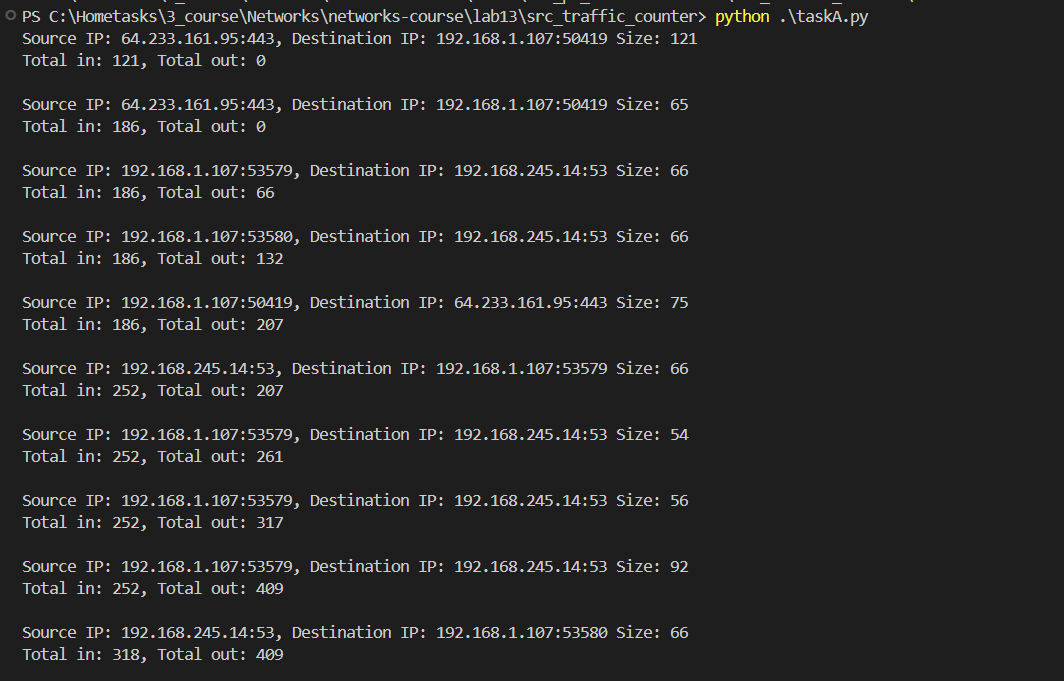 PS C:\Hometasks\3_course\Networks\networks-course\lab13\src_traffic_counter> python .\taskA.py
Source IP: 64.233.161.95:443, Destination IP: 192.168.1.107:50419 Size: 121
Total in: 121, Total out: 0
Source IP: 64.233.161.95:443, Destination IP: 192.168.1.107:50419 Size: 65
Total in: 186, Total out: 0
Source IP: 192.168.1.107:53579, Destination IP: 192.168.245.14:53 Size: 66
Total in: 186, Total out: 66
Source IP: 192.168.1.107:53580, Destination IP: 192.168.245.14:53 Size: 66
Total in: 186, Total out: 132
Source IP: 192.168.1.107:50419, Destination IP: 64.233.161.95:443 Size: 75
Total in: 186, Total out: 207
Source IP: 192.168.245.14:53, Destination IP: 192.168.1.107:53579 Size: 66
Total in: 252, Total out: 207
Source IP: 192.168.1.107:53579, Destination IP: 192.168.245.14:53 Size: 54
Total in: 252, Total out: 261
Source IP: 192.168.1.107:53579, Destination IP: 192.168.245.14:53 Size: 56
Total in: 252, Total out: 317
Source IP: 192.168.1.107:53579, Destination IP: 192.168.245.14:53 Size: 92
Total in: 252, Total out: 409
Source IP: 192.168.245.14:53, Destination IP: 192.168.1.107:53580 Size: 66
Total in: 318, Total out: 409